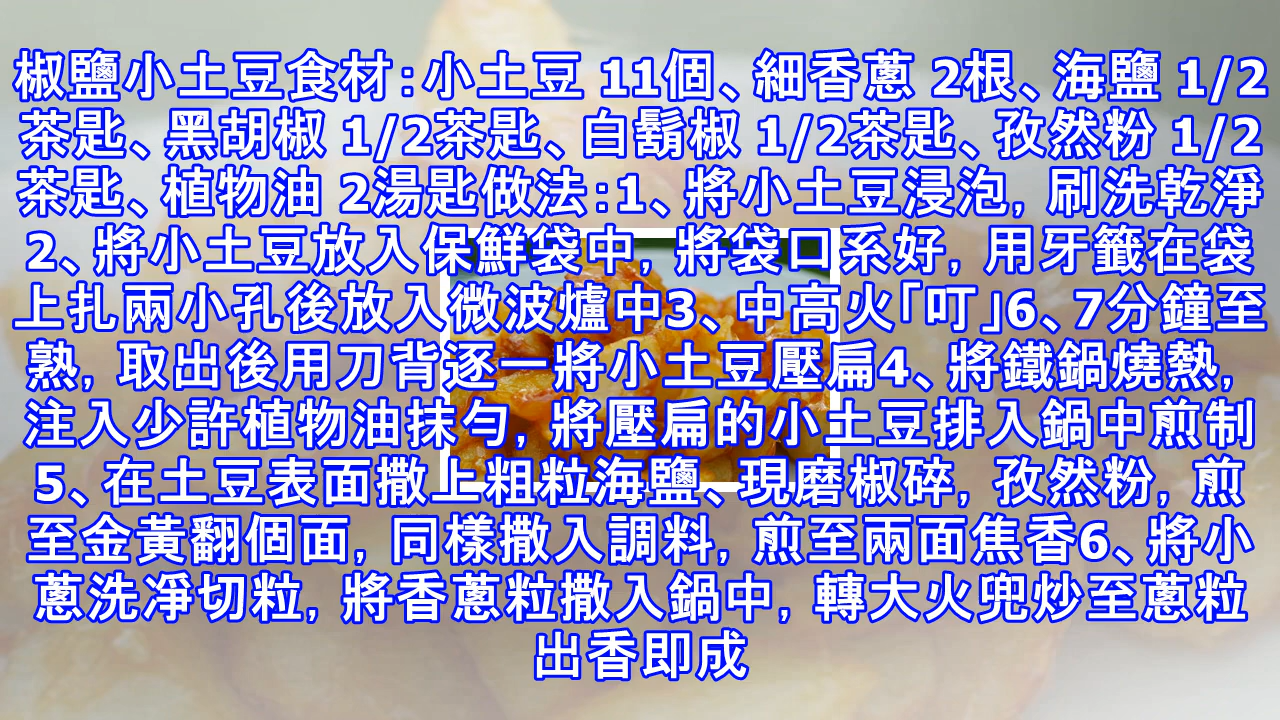 椒鹽小土豆食材:小土豆 11個、細香蔥 2根、海鹽 1/2
茶匙、黑胡椒 1/2茶匙、白鬍椒 1/2茶匙、孜然粉 1/2
茶匙、植物油 2湯匙做法:1、將小土豆浸泡, 刷洗乾淨
2、將小土豆放入保鮮袋中, 將袋口系好, 用牙籤在袋
上扎兩小孔後放入微波爐中3、中高火「叮」6、7分鐘至
熟, 取出後用刀背逐一將小土豆壓扁4、將鐵鍋燒熱,
注入少許植物油抹勻, 將壓扁的小土豆排入鍋中煎制
5、在土豆表面撒上粗粒海鹽、現磨椒碎, 孜然粉, 煎
至金黃翻個面, 同樣撒入調料, 煎至兩面焦香6、將小
蔥洗凈切粒, 將香蔥粒撒入鍋中, 轉大火兜炒至蔥粒
出香即成